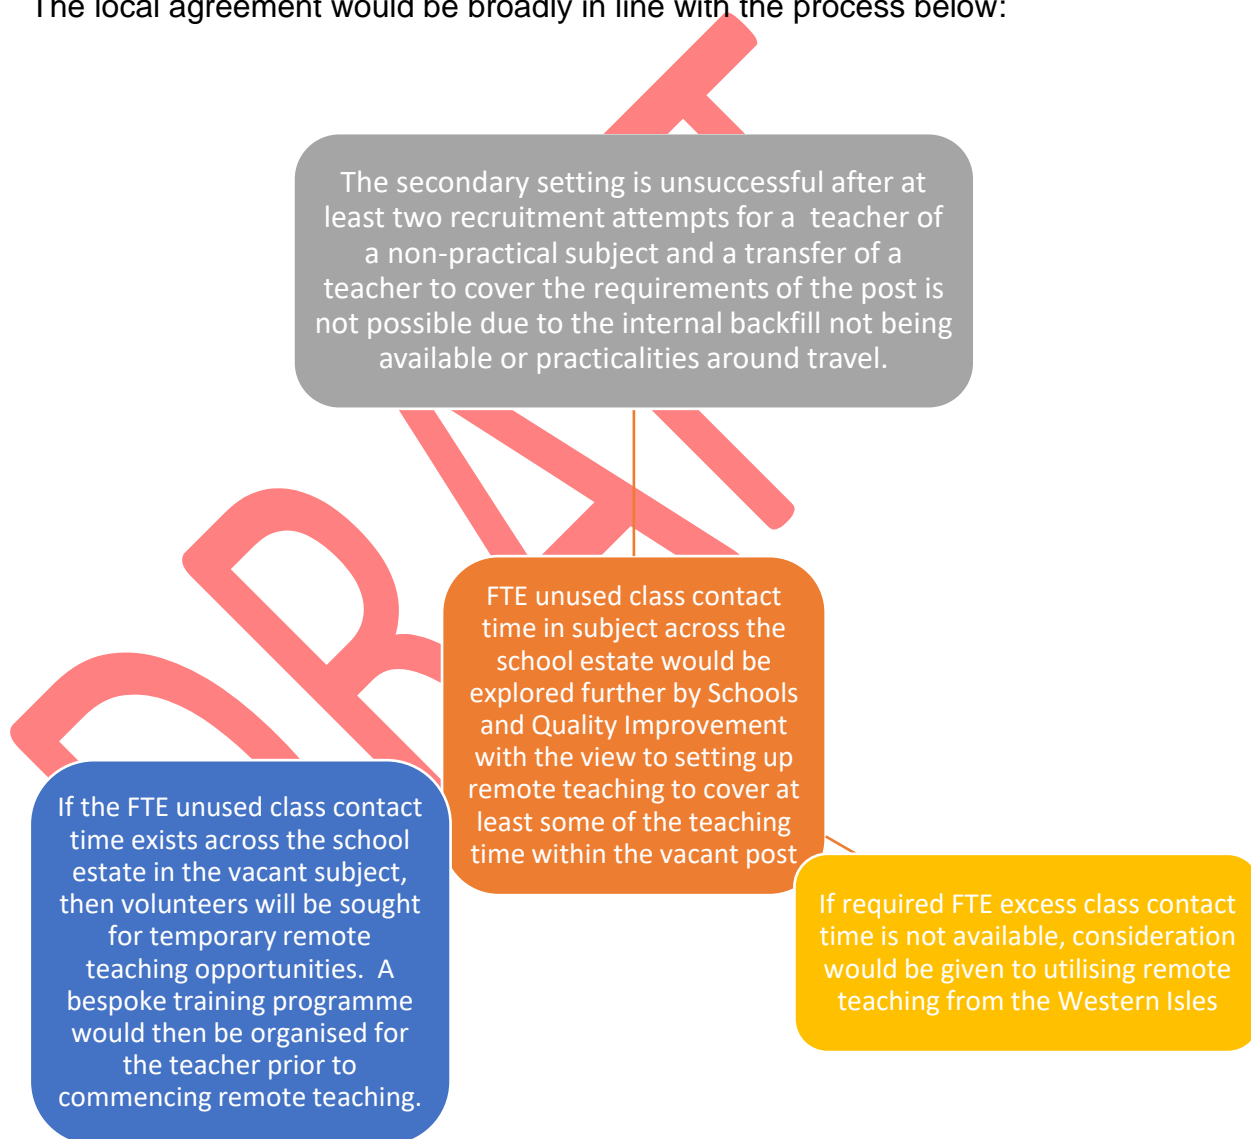 The local agreement would be broadly in line with the process below:
The secondary setting is unsuccessful after at
least two recruitment attempts for a  teacher of
a non-practical subject and a transfer of a
teacher to cover the requirements of the post is
not possible due to the internal backfill not being
available or practicalities around travel.
FTE unused class contact
time in subject across the
school estate would be
explored further by Schools
and Quality Improvement
with the view to setting up
remote teaching to cover at
least some of the teaching
time within the vacant post
If the FTE unused class contact
time exists across the school
estate in the vacant subject,
then volunteers will be sought
for temporary remote
teaching opportunities.  A
bespoke training programme
would then be organised for
the teacher prior to
commencing remote teaching.
If required FTE excess class contact
time is not available, consideration
would be given to utilising remote
teaching from the Western Isles
DRAFT